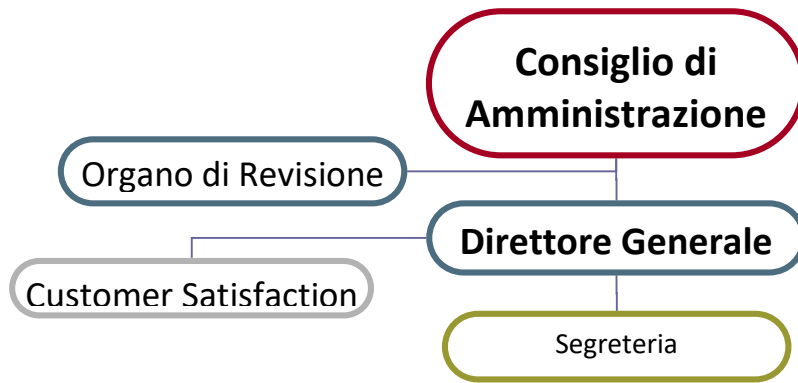 Consiglio di
Amministrazione
Organo di Revisione
Direttore Generale
Customer Satisfaction
Segreteria